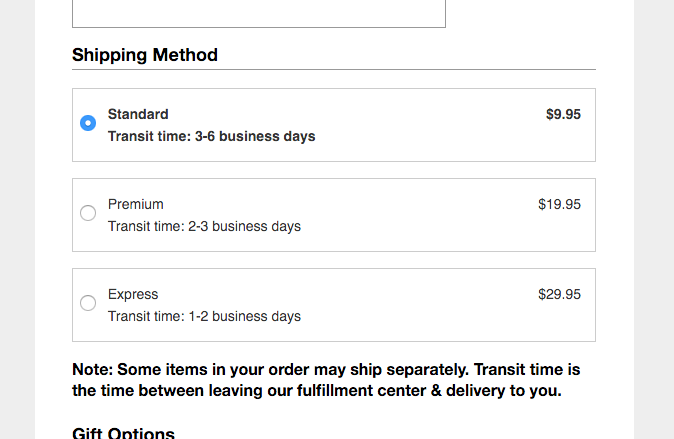 Shipping Method
Standard
$9.95
Transit time: 3-6 business days
Premium
$19.95
Transit time: 2-3 business days
Express
$29.95
Transit time: 1-2 business days
Note: Some items in your order may ship separately. Transit time is
the time between leaving our fulfillment center & delivery to you.
Gift Options